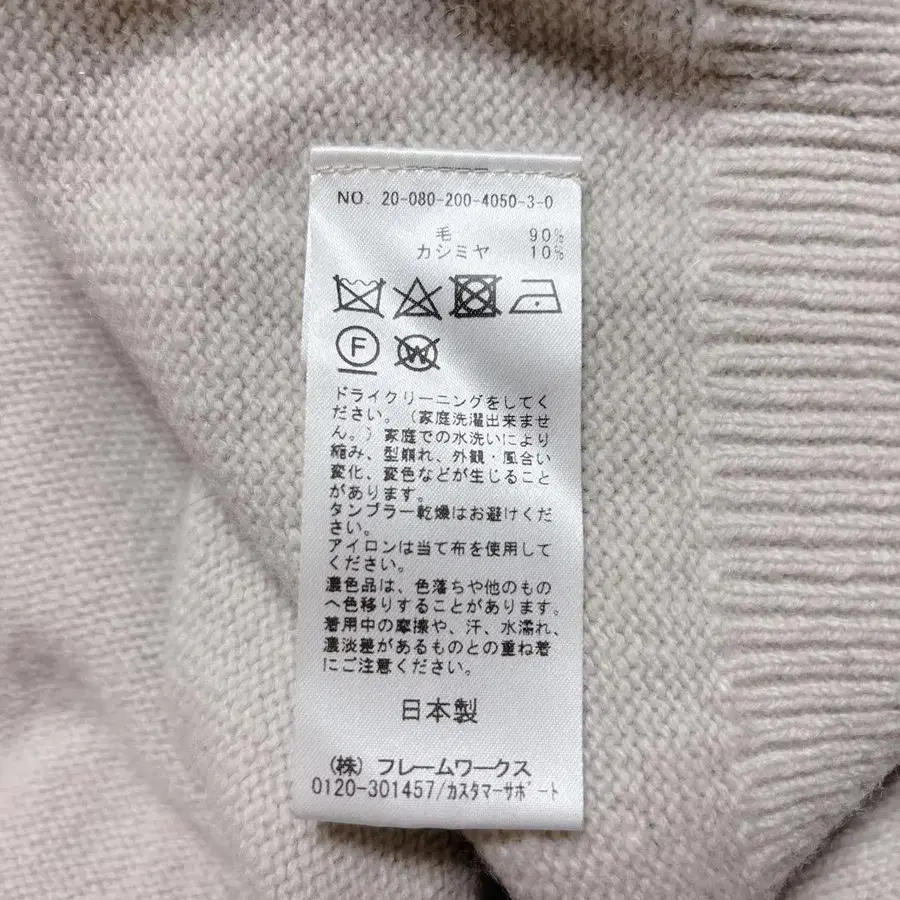 NO. 20-080-200-4050-3-0
毛 90%
カシミヤ 10%
F
W
ドライクリーニングをしてく
ださい。（家庭洗濯出来ませ
ん。）家庭での水洗いにより
縮み、型崩れ、外観・風合い
変化、変色などが生じること
があります。
タンブラー乾燥はお避けくだ
さい。
アイロンは当て布を使用して
ください。
濃色品は、色落ちや他のもの
へ色移りすることがあります。
着用中の摩擦や、汗、水濡れ、
濃淡差があるものとの重ね着
にご注意ください。
日本製
（株）フレームワークス
0120-301457/カスタマーサポート